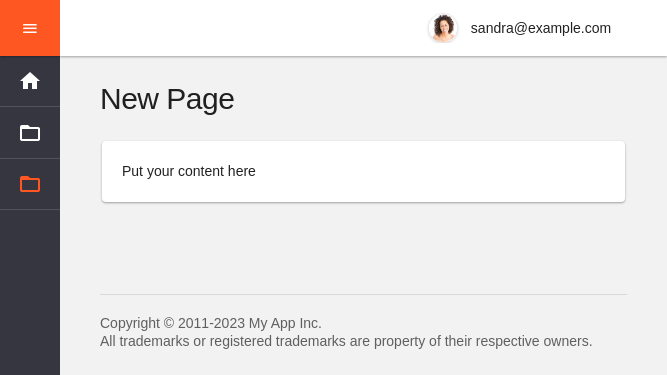 sandra@example.com
New Page
Put your content here
Copyright © 2011-2023 My App Inc.
All trademarks or registered trademarks are property of their respective owners.